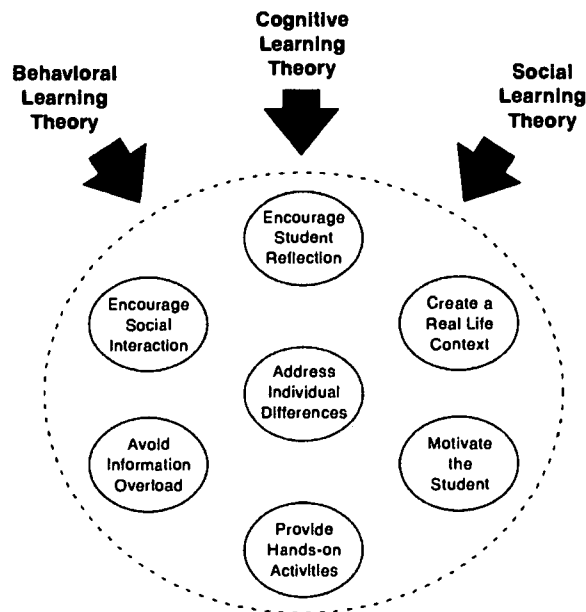 Cognitive
Learning
Theory
Behavioral
Learning
Theory
Social
Learning
Theory
Encourage
Student
Reflection
Encourage
Social
Interaction
Create a
Real Life
Context
Address
Individual
Differences
Avoid
Information
Overload
Motivate
the
Student
Provide
Hands-on
Activities